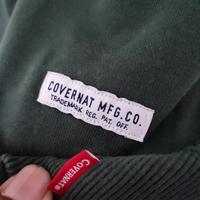 COVERNAT MFG.CO.
TRADEMARK REG. PAT. OFF.
COVERNAT®